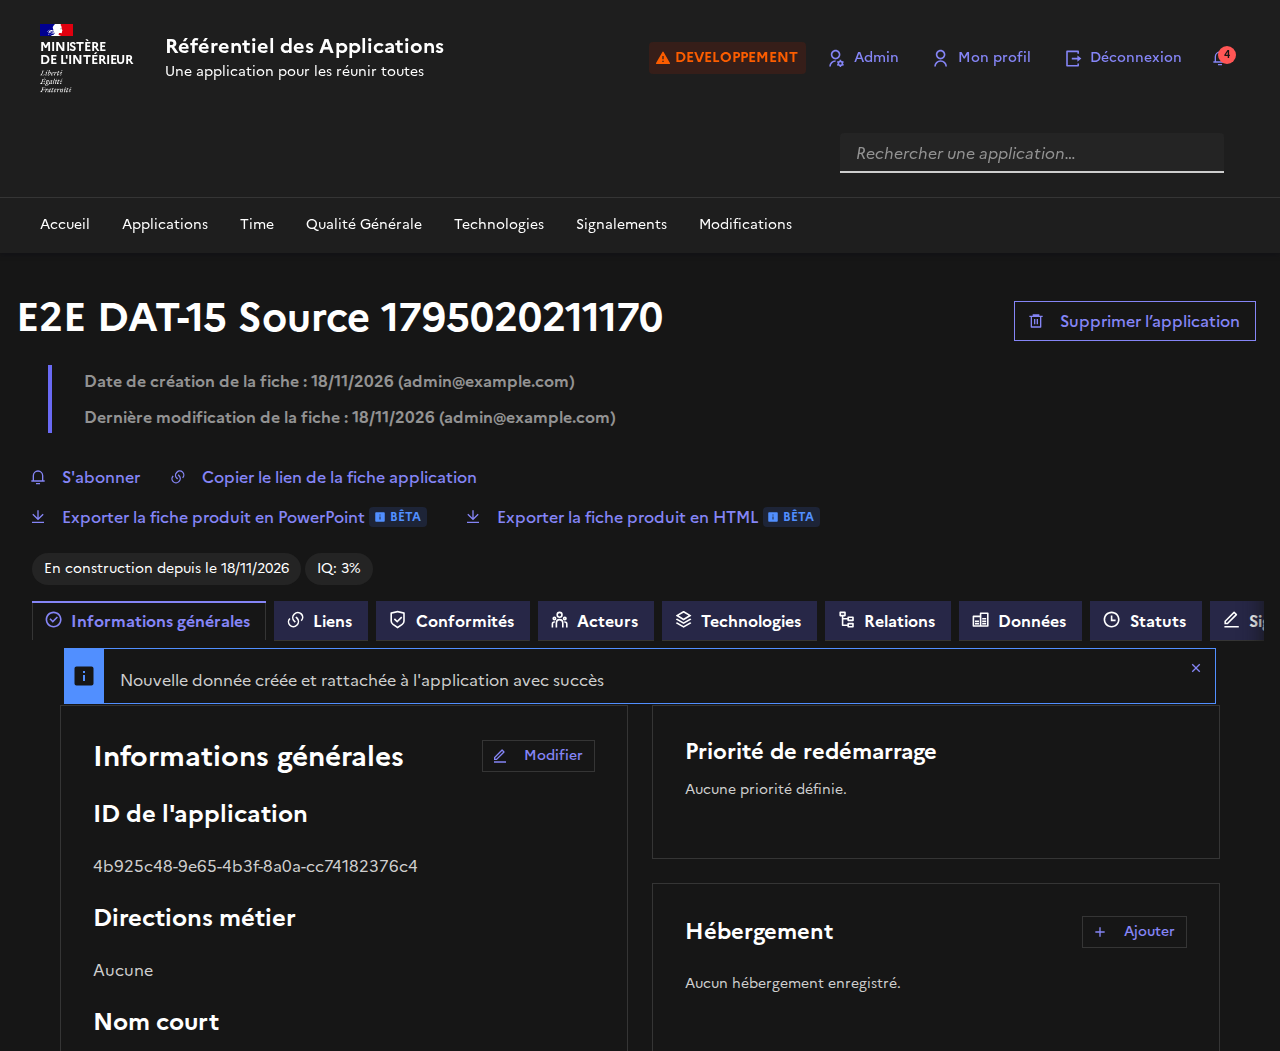 MINISTÈRE
DE L'INTÉRIEUR
Liberté
Égalité
Fraternité
Référentiel des Applications
Une application pour les réunir toutes
DEVELOPPEMENT
Admin
Mon profil
Déconnexion
4
Rechercher une application…
Accueil
Applications
Time
Qualité Générale
Technologies
Signalements
Modifications
E2E DAT-15 Source 1795020211170
Supprimer l’application
Date de création de la fiche : 18/11/2026 (admin@example.com)
Dernière modification de la fiche : 18/11/2026 (admin@example.com)
S'abonner
Copier le lien de la fiche application
Exporter la fiche produit en PowerPoint BÊTA
Exporter la fiche produit en HTML BÊTA
En construction depuis le 18/11/2026
IQ: 3%
Informations générales
Liens
Conformités
Acteurs
Technologies
Relations
Données
Statuts
Nouvelle donnée créée et rattachée à l'application avec succès
Informations générales
Modifier
ID de l'application
4b925c48-9e65-4b3f-8a0a-cc74182376c4
Directions métier
Aucune
Nom court
Priorité de redémarrage
Aucune priorité définie.
Hébergement
Ajouter
Aucun hébergement enregistré.